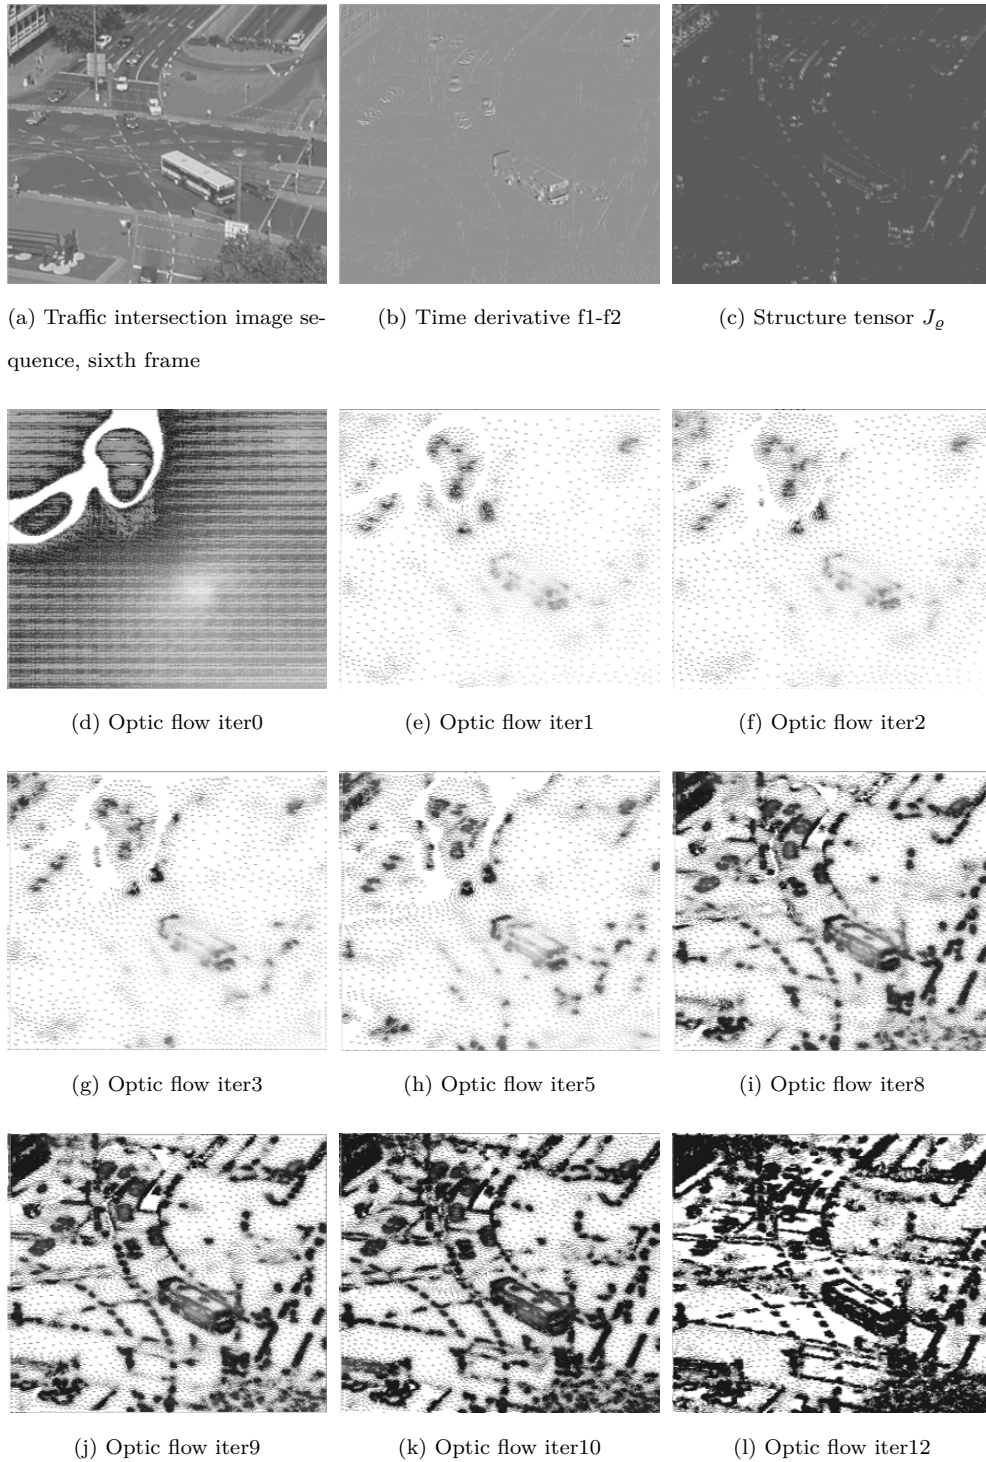 (a) Traffic intersection image se-
quence, sixth frame
(b) Time derivative f1-f2
(c) Structure tensor J_ϱ
(d) Optic flow iter0
(e) Optic flow iter1
(f) Optic flow iter2
(g) Optic flow iter3
(h) Optic flow iter5
(i) Optic flow iter8
(j) Optic flow iter9
(k) Optic flow iter10
(l) Optic flow iter12